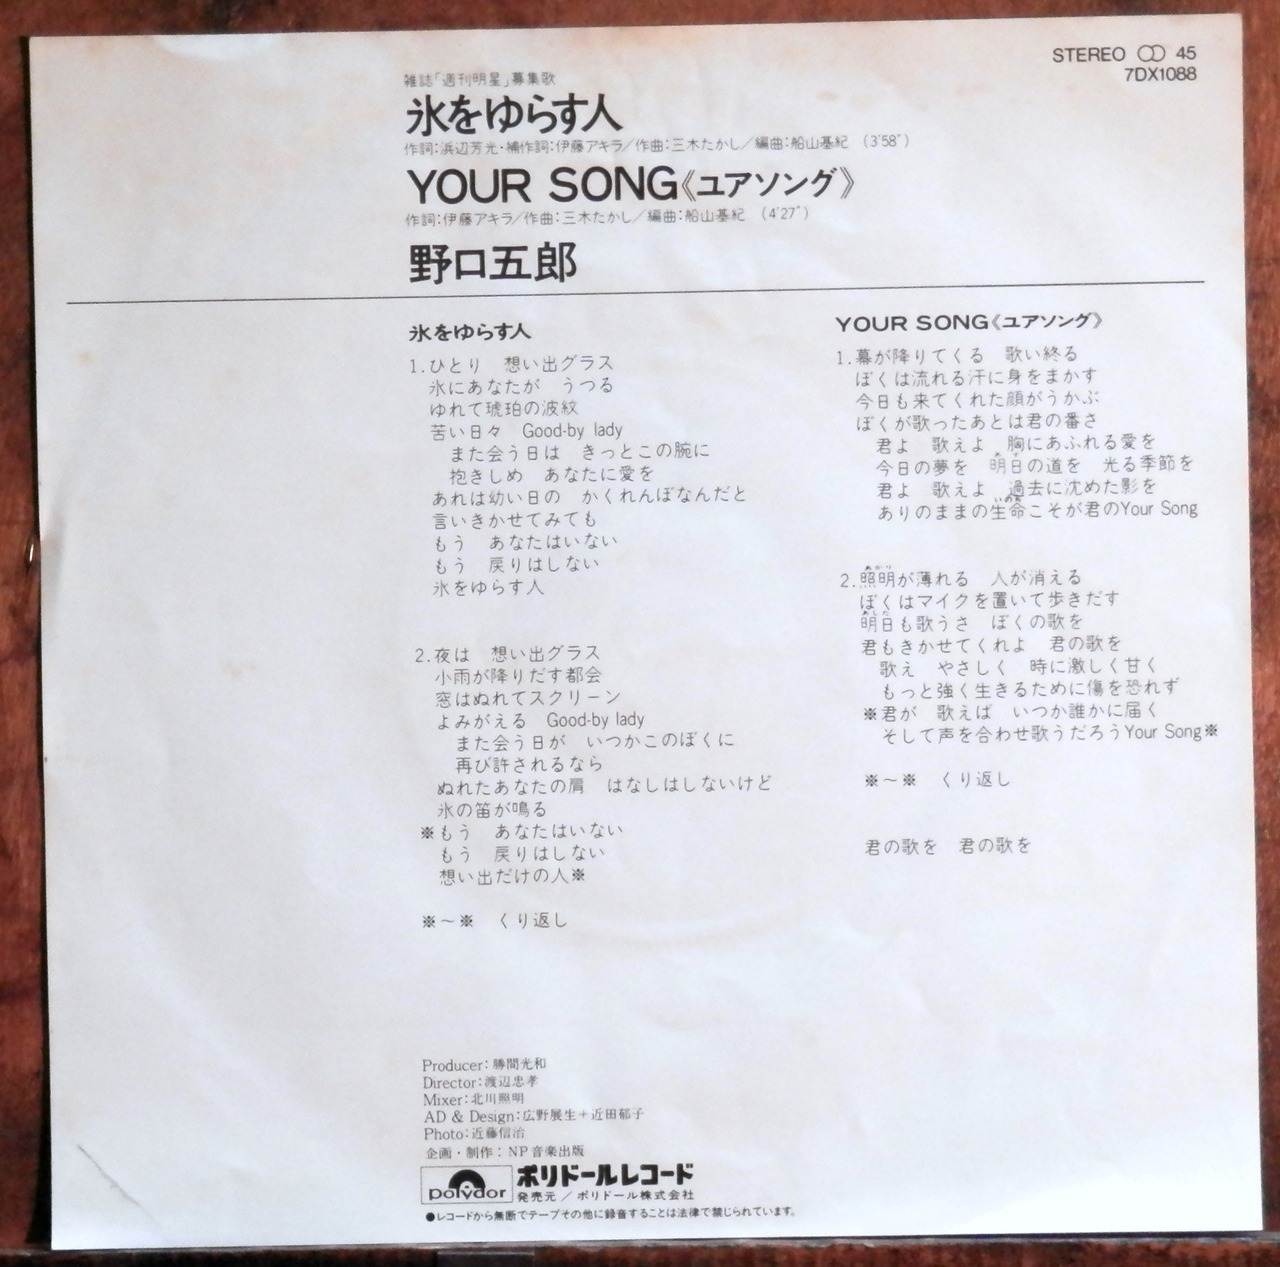 STEREO 45
7DX1088
雑誌「週刊明星」募集歌
氷をゆらす人
作詞：浜辺芳光・補作詞：伊藤アキラ／作曲：三木たかし／編曲：船山基紀 （3′58″）
YOUR SONG《ユアソング》
作詞：伊藤アキラ／作曲：三木たかし／編曲：船山基紀 （4′27″）
野口五郎
氷をゆらす人
1.ひとり 想い出グラス
氷にあなたが うつる
ゆれて琥珀の波紋
苦い日々 Good-by lady
また会う日は きっとこの腕に
抱きしめ あなたに愛を
あれは幼い日の かくれんぼなんだと
言いきかせてみても
もう あなたはいない
もう 戻りはしない
氷をゆらす人
2.夜は 想い出グラス
小雨が降りだす都会
窓はぬれてスクリーン
よみがえる Good-by lady
また会う日が いつかこのぼくに
再び許されるなら
ぬれたあなたの肩 はなしはしないけど
氷の笛が鳴る
※もう あなたはいない
もう 戻りはしない
想い出だけの人※
※～※ くり返し
YOUR SONG《ユアソング》
1.幕が降りてくる 歌い終る
ぼくは流れる汗に身をまかす
今日も来てくれた顔がうかぶ
ぼくが歌ったあとは君の番さ
君よ 歌えよ 胸にあふれる愛を
今日の夢を 明日の道を 光る季節を
君よ 歌えよ 過去に沈めた影を
いのち
ありのままの生命こそが君のYour Song
あかり
2.照明が薄れる 人が消える
ぼくはマイクを置いて歩きだす
あした
明日も歌うさ ぼくの歌を
君もきかせてくれよ 君の歌を
歌え やさしく 時に激しく甘く
もっと強く生きるために傷を恐れず
※君が 歌えば いつか誰かに届く
そして声を合わせ歌うだろうYour Song※
※～※ くり返し
君の歌を 君の歌を
Producer：勝間光和
Director：渡辺忠孝
Mixer：北川照明
AD & Design：広野展生＋近田郁子
Photo：近藤信治
企画・制作：NP音楽出版
polydor ポリドールレコード
発売元／ポリドール株式会社
●レコードから無断でテープその他に録音することは法律で禁じられています。